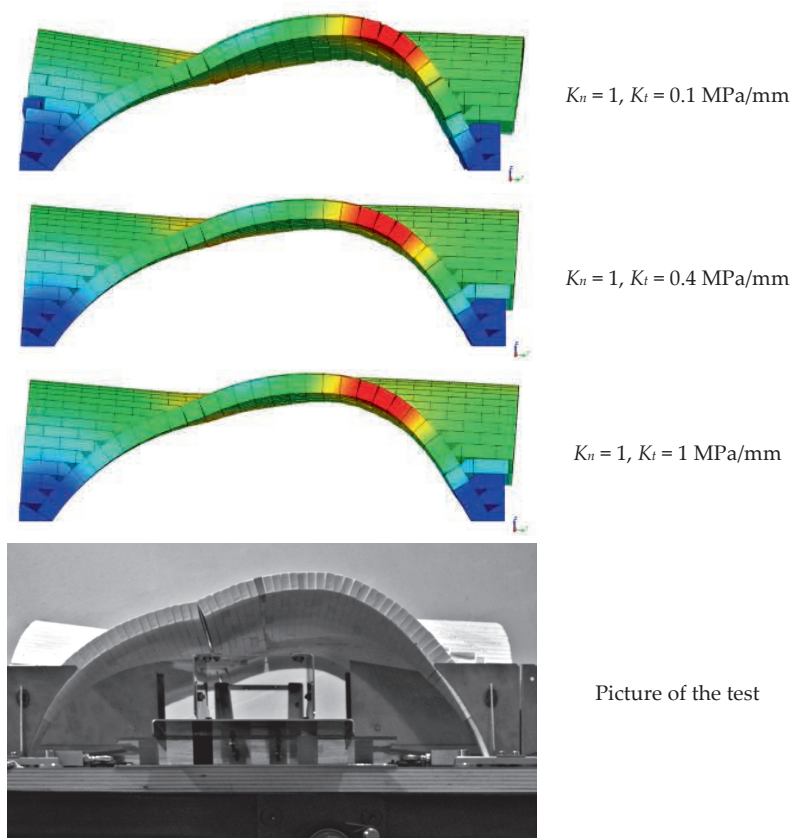 Kn = 1, Kt = 0.1 MPa/mm
Kn = 1, Kt = 0.4 MPa/mm
Kn = 1, Kt = 1 MPa/mm
Picture of the test